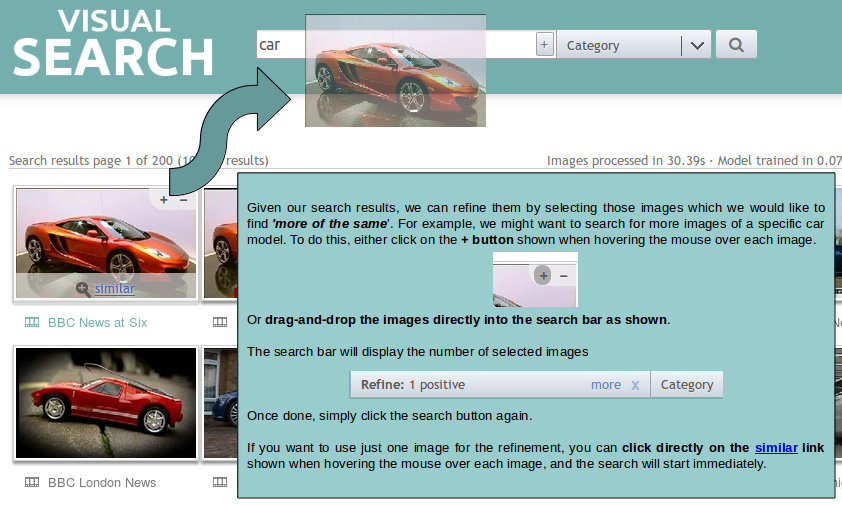 VISUAL
SEARCH
car
+
Category
Search results page 1 of 200 (10 results)
Images processed in 30.39s · Model trained in 0.07
+ −
similar
BBC News at Six
BBC London News
Given our search results, we can refine them by selecting those images which we would like to
find 'more of the same'. For example, we might want to search for more images of a specific car
model. To do this, either click on the + button shown when hovering the mouse over each image.
+ −
Or drag-and-drop the images directly into the search bar as shown.
The search bar will display the number of selected images
Refine: 1 positive more x Category
Once done, simply click the search button again.
If you want to use just one image for the refinement, you can click directly on the similar link
shown when hovering the mouse over each image, and the search will start immediately.